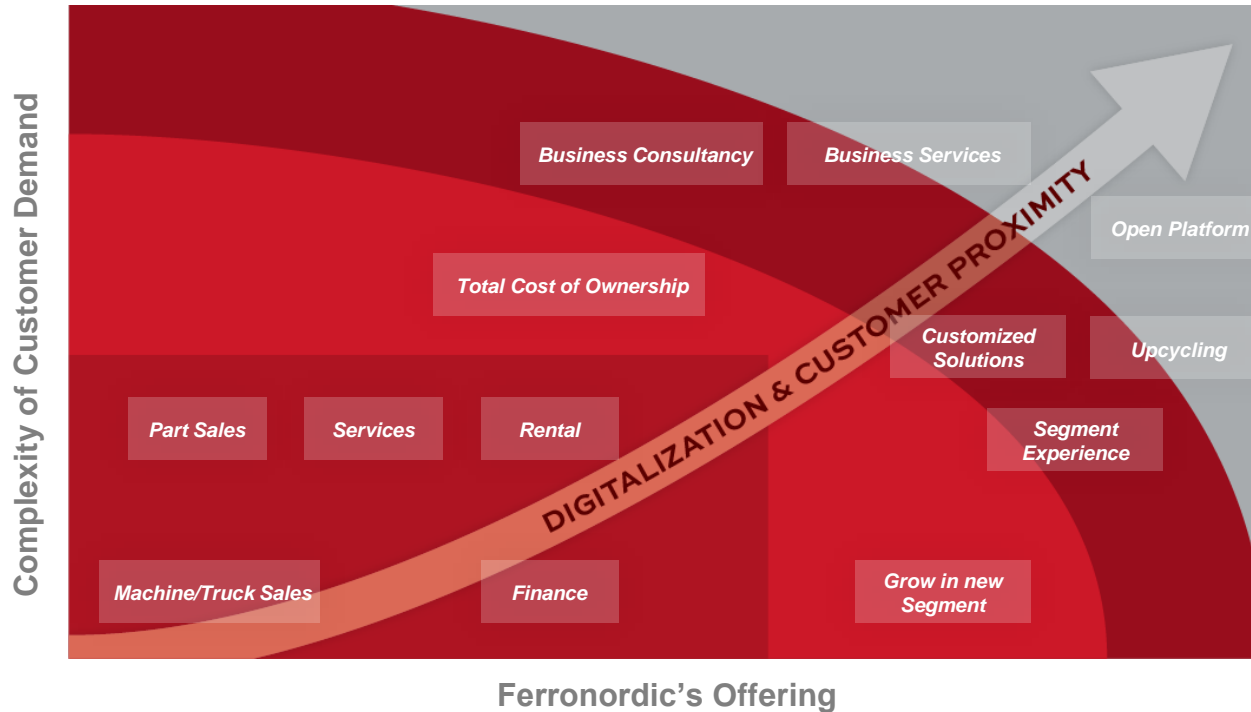 Complexity of Customer Demand
Business Consultancy
Business Services
Open Platform
Total Cost of Ownership
DIGITALIZATION & CUSTOMER PROXIMITY
Customized
Solutions
Upcycling
Part Sales
Services
Rental
Segment
Experience
Machine/Truck Sales
Finance
Grow in new
Segment
Ferronordic's Offering